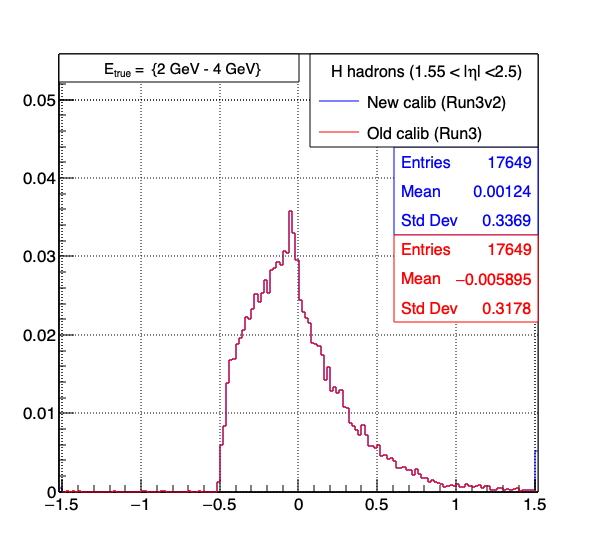 E_true = {2 GeV - 4 GeV}
H hadrons (1.55 < |η| <2.5)
New calib (Run3v2)
Old calib (Run3)
Entries 17649
Mean 0.00124
Std Dev 0.3369
Entries 17649
Mean −0.005895
Std Dev 0.3178
0.05
0.04
0.03
0.02
0.01
0
−1.5 −1 −0.5 0 0.5 1 1.5